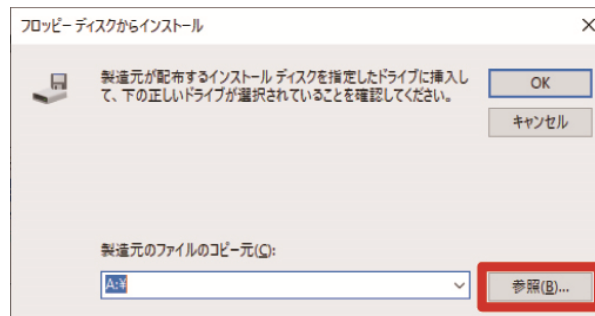 フロッピー ディスクからインストール
製造元が配布するインストール ディスクを指定したドライブに挿入し
て、下の正しいドライブが選択されていることを確認してください。
OK
キャンセル
製造元のファイルのコピー元(C):
A:¥
参照(B)...